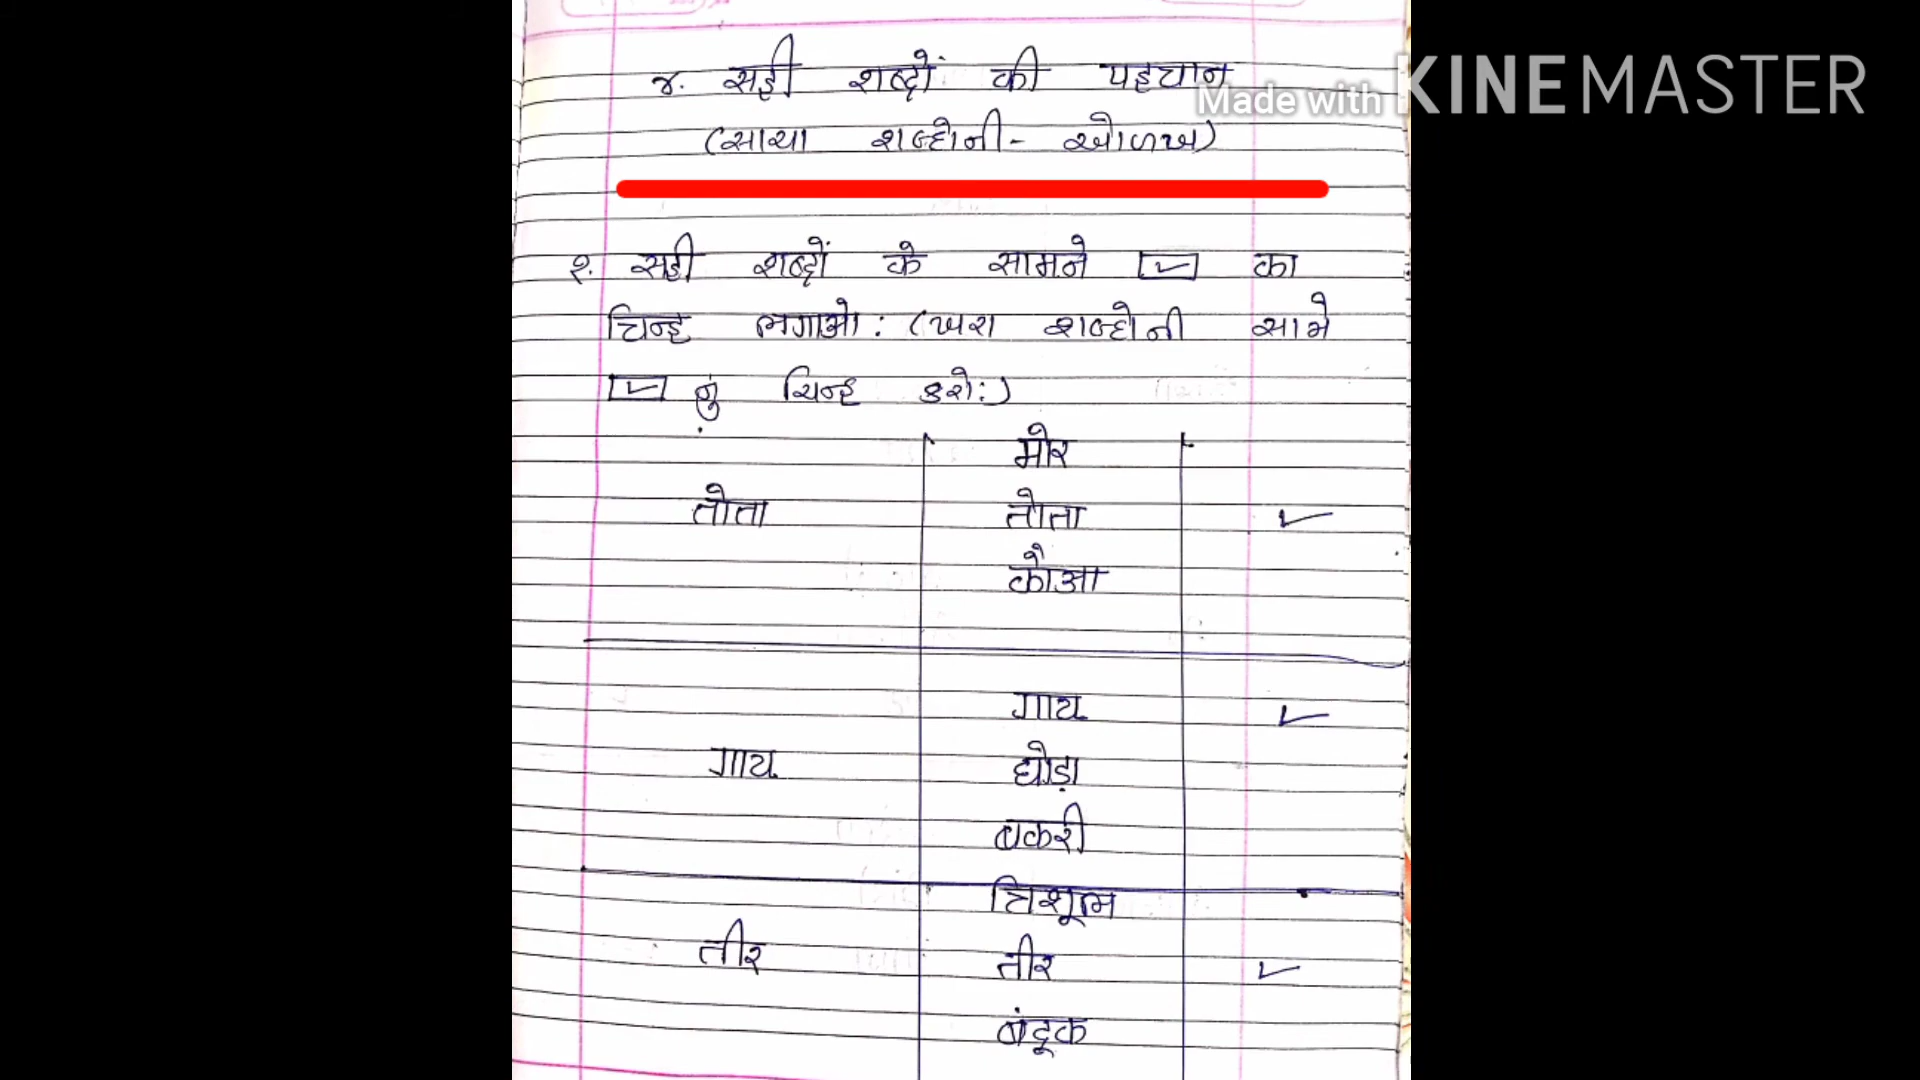 ४. सही शब्दों की पहचान
Made with KINEMASTER
(સાચા શબ્દોની - ઓળખ)
१. सही शब्दों के सामने ☑ का
चिन्ह लगाओ : (ખરા શબ્દોની સામે
☑ નું ચિન્હ કરો:)
मोर
तोता तोता ✓
कौआ
गाय ✓
गाय घोड़ा
बकरी
त्रिशूल
तीर तीर ✓
बंदूक